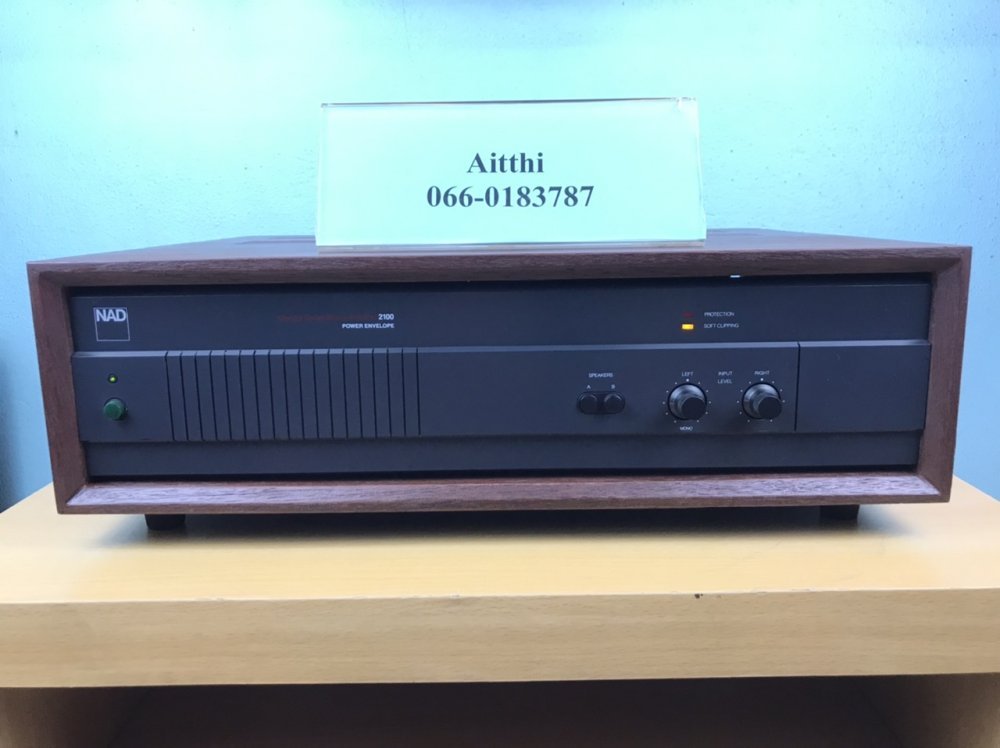 Aitthi
066-0183787
NAD
2100
POWER ENVELOPE
PROTECTION
SOFT CLIPPING
SPEAKERS
A B
LEFT INPUT LEVEL RIGHT
MONO